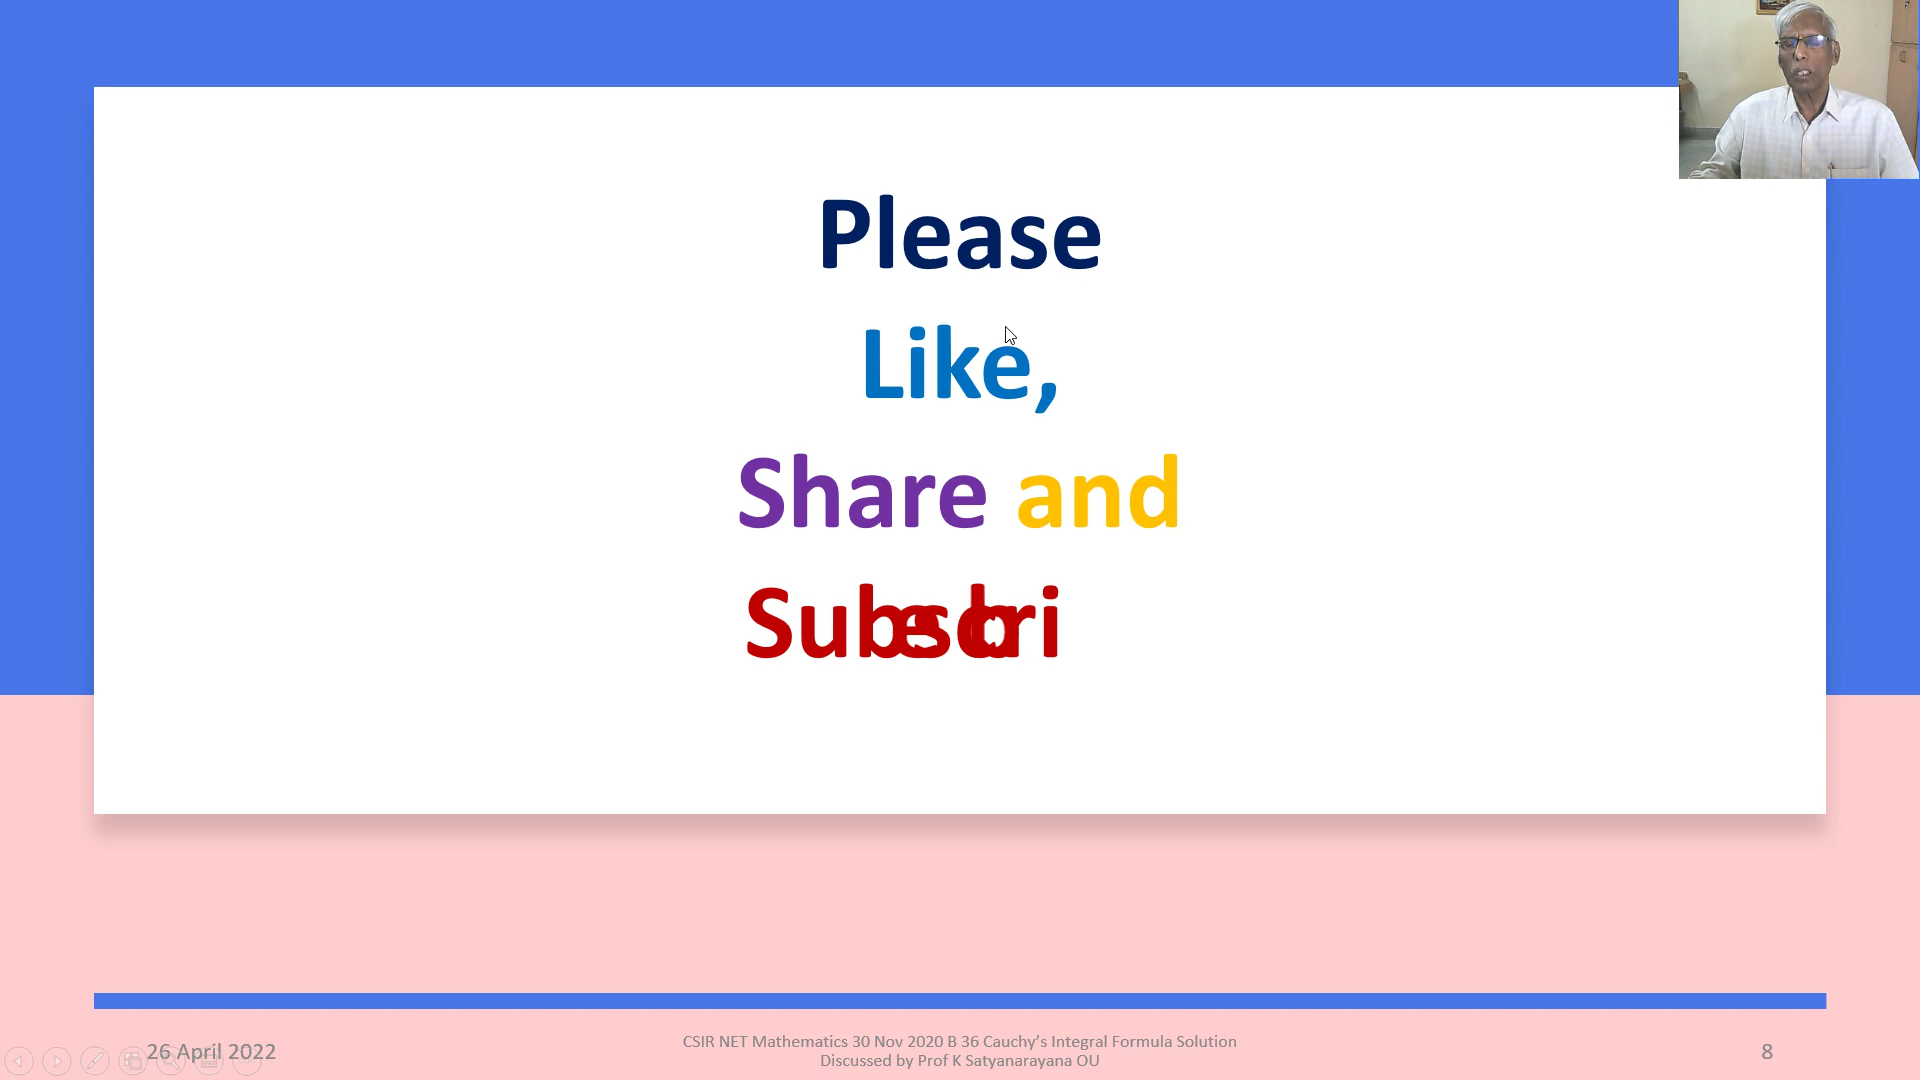 Please
Like,
Share and
26 April 2022
CSIR NET Mathematics 30 Nov 2020 B 36 Cauchy’s Integral Formula Solution
Discussed by Prof K Satyanarayana OU
8